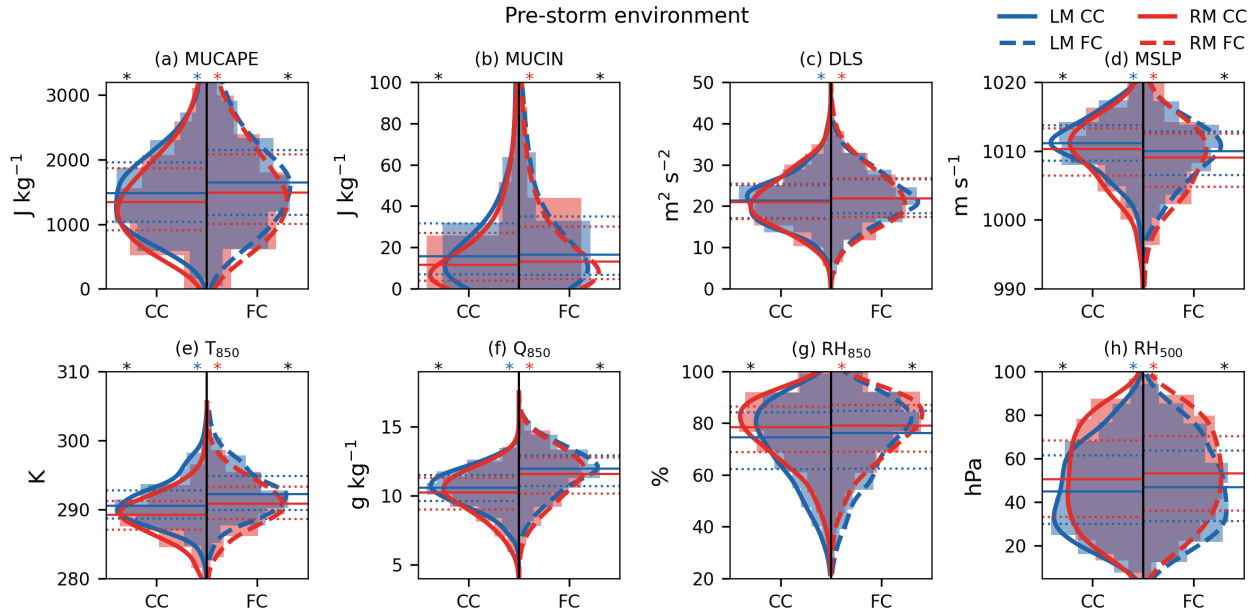 Pre-storm environment
LM CC
RM CC
LM FC
RM FC
(a) MUCAPE
(b) MUCIN
(c) DLS
(d) MSLP
* * * *
* * *
* *
* * * *
J kg⁻¹
3000
2000
1000
0
CC FC
J kg⁻¹
100
80
60
40
20
0
CC FC
m² s⁻²
50
40
30
20
10
0
CC FC
m s⁻¹
1020
1010
1000
990
CC FC
(e) T₈₅₀
(f) Q₈₅₀
(g) RH₈₅₀
(h) RH₅₀₀
* * * *
* * * *
* * *
* * * *
K
310
300
290
280
CC FC
g kg⁻¹
15
10
5
CC FC
%
100
80
60
40
20
CC FC
hPa
100
80
60
40
20
CC FC